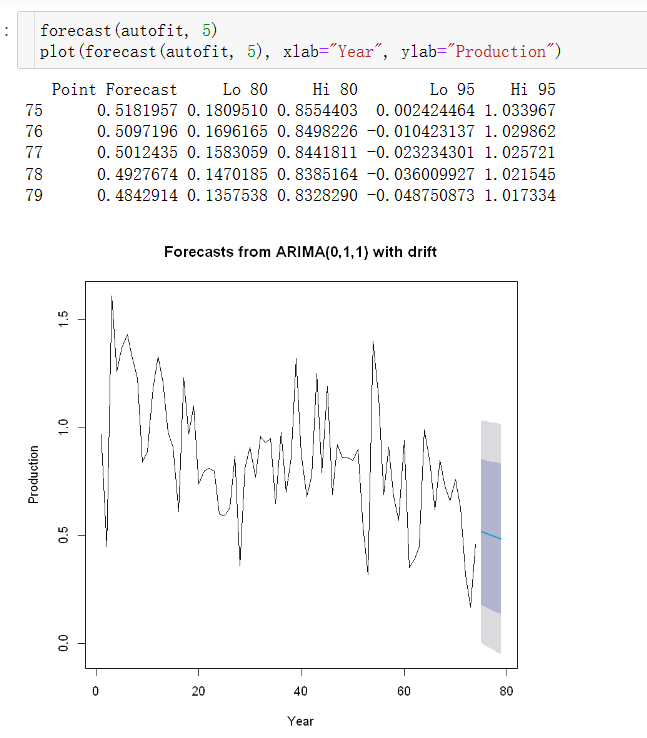 :
forecast(autofit, 5)
plot(forecast(autofit, 5), xlab="Year", ylab="Production")
Point Forecast Lo 80 Hi 80 Lo 95 Hi 95
75 0.5181957 0.1809510 0.8554403 0.002424464 1.033967
76 0.5097196 0.1696165 0.8498226 -0.010423137 1.029862
77 0.5012435 0.1583059 0.8441811 -0.023234301 1.025721
78 0.4927674 0.1470185 0.8385164 -0.036009927 1.021545
79 0.4842914 0.1357538 0.8328290 -0.048750873 1.017334
Forecasts from ARIMA(0,1,1) with drift
1.5
1.0
0.5
0.0
Production
0 20 40 60 80
Year